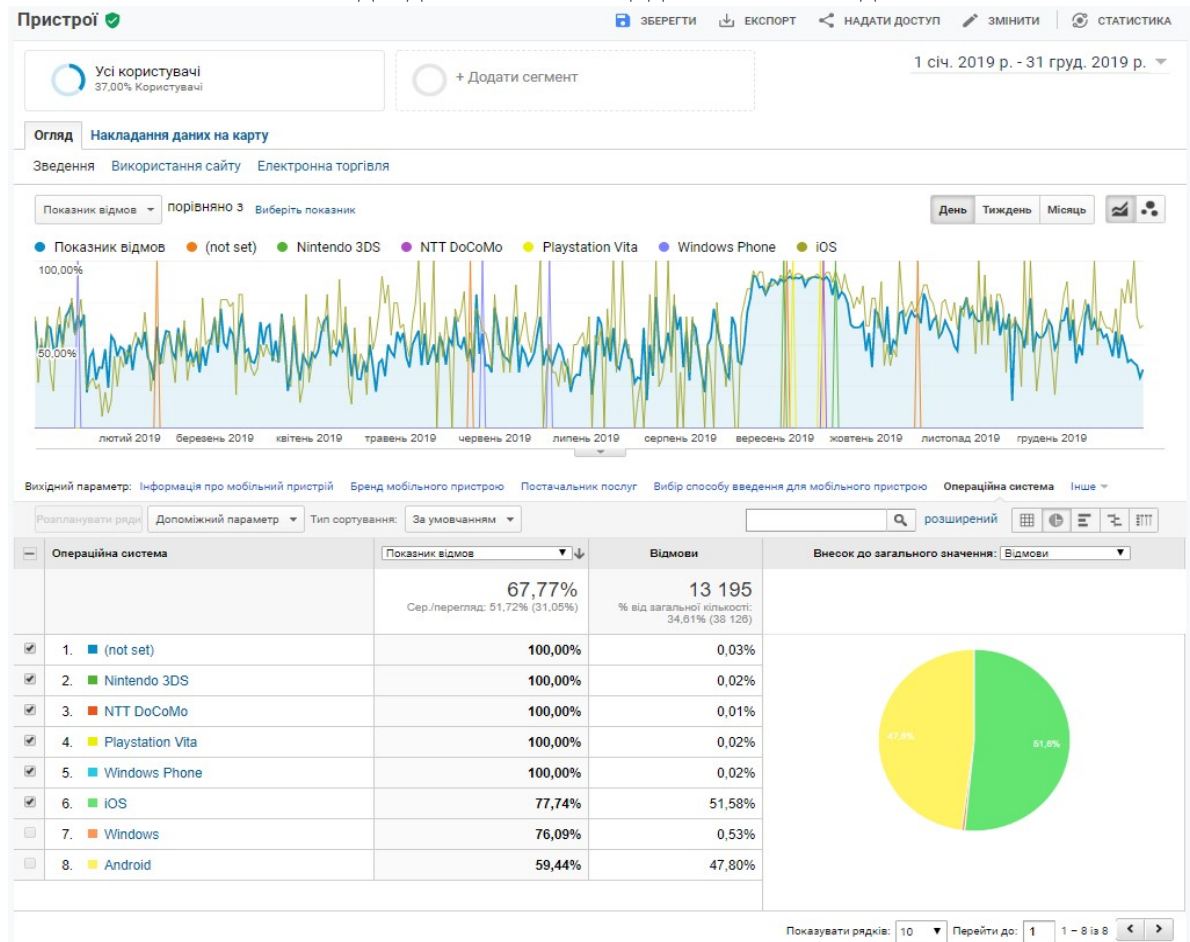 Пристрої
ЗБЕРЕГТИ ЕКСПОРТ НАДАТИ ДОСТУП ЗМІНИТИ СТАТИСТИКА
Усі користувачі
37,00% Користувачі
+ Додати сегмент
1 січ. 2019 р. - 31 груд. 2019 р.
Огляд Накладання даних на карту
Зведення Використання сайту Електронна торгівля
Показник відмов порівняно з Виберіть показник
День Тиждень Місяць
Показник відмов (not set) Nintendo 3DS NTT DoCoMo Playstation Vita Windows Phone iOS
100,00%
50,00%
лютий 2019 березень 2019 квітень 2019 травень 2019 червень 2019 липень 2019 серпень 2019 вересень 2019 жовтень 2019 листопад 2019 грудень 2019
Вихідний параметр: Інформація про мобільний пристрій Бренд мобільного пристрою Постачальник послуг Вибір способу введення для мобільного пристрою Операційна система Інше
Розпланувати ряди Допоміжний параметр Тип сортування: За умовчанням розширений
Операційна система Показник відмов Відмови Внесок до загального значення: Відмови
67,77% 13 195
Сер./перегляд: 51,72% (31,05%) % від загальної кількості:
34,61% (38 126)
1. (not set) 100,00% 0,03%
2. Nintendo 3DS 100,00% 0,02%
3. NTT DoCoMo 100,00% 0,01%
4. Playstation Vita 100,00% 0,02%
47,8% 51,6%
5. Windows Phone 100,00% 0,02%
6. iOS 77,74% 51,58%
7. Windows 76,09% 0,53%
8. Android 59,44% 47,80%
Показувати рядків: 10 Перейти до: 1 1 – 8 із 8